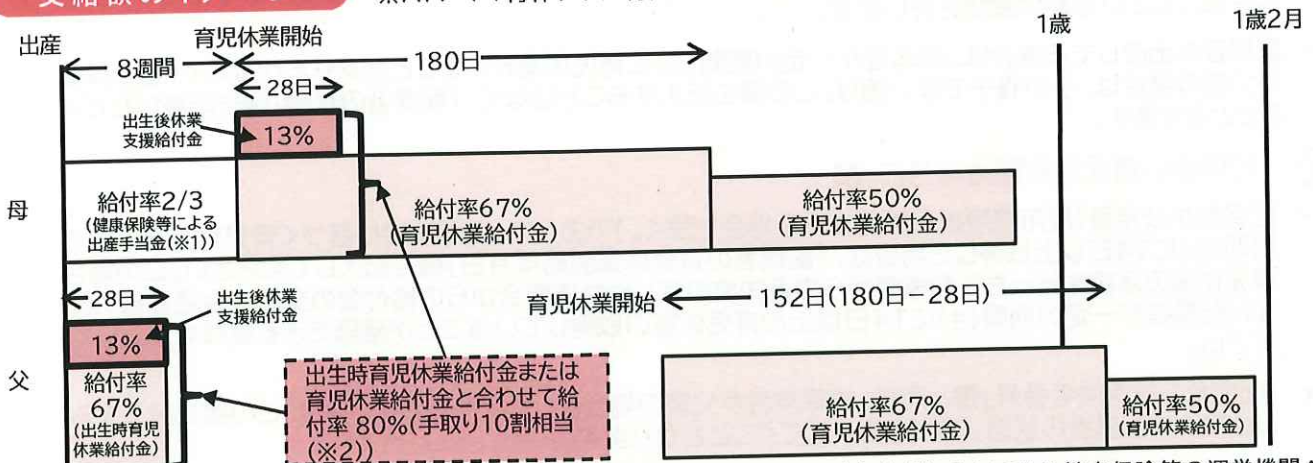 1歳
1歳2月
出産
育児休業開始
8週間
180日
28日
出生後休業
支援給付金
13%
母
給付率2/3
(健康保険等による
出産手当金(※1))
給付率67%
(育児休業給付金)
給付率50%
(育児休業給付金)
28日
出生後休業
支援給付金
育児休業開始
152日(180日-28日)
父
13%
給付率
67%
(出生時育児
休業給付金)
出生時育児休業給付金または
育児休業給付金と合わせて給
付率 80%(手取り10割相当
(※2))
給付率67%
(育児休業給付金)
給付率50%
(育児休業給付金)